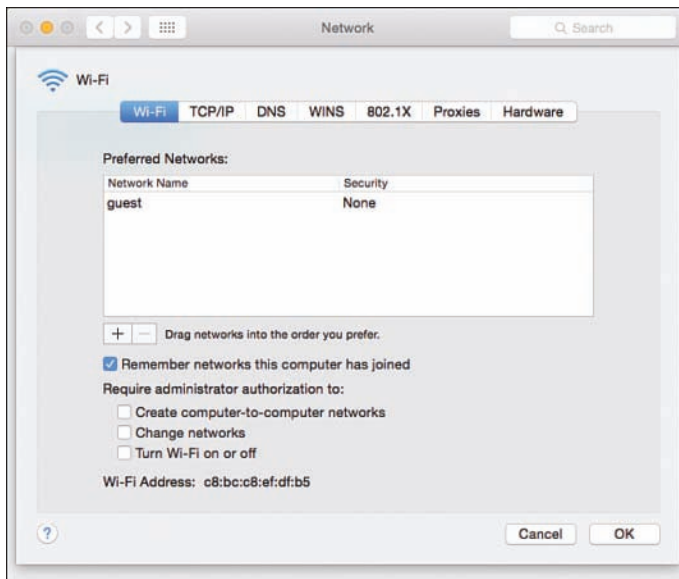 Network
Search
Wi-Fi
Wi-Fi TCP/IP DNS WINS 802.1X Proxies Hardware
Preferred Networks:
Network Name Security
guest None
+ − Drag networks into the order you prefer.
Remember networks this computer has joined
Require administrator authorization to:
Create computer-to-computer networks
Change networks
Turn Wi-Fi on or off
Wi-Fi Address: c8:bc:c8:ef:df:b5
? Cancel OK